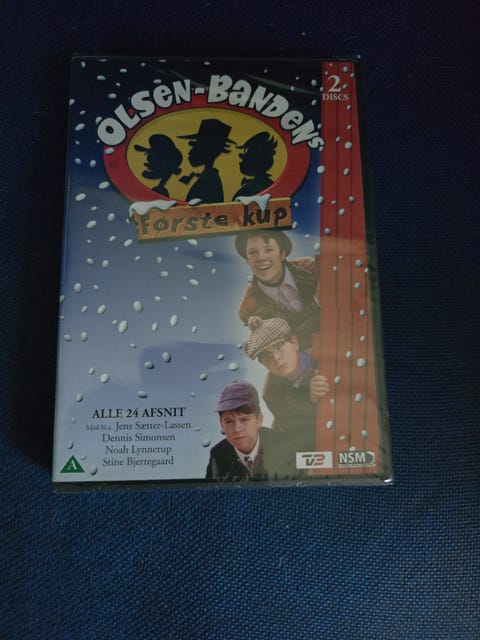 OLSEN-BANDENS
2
DISCS
Første kup
ALLE 24 AFSNIT
Med bl.a. Jens Sætter-Lassen
Dennis Simonsen
Noah Lynnerup
Stine Bjerregaard
A
TV2
NSM